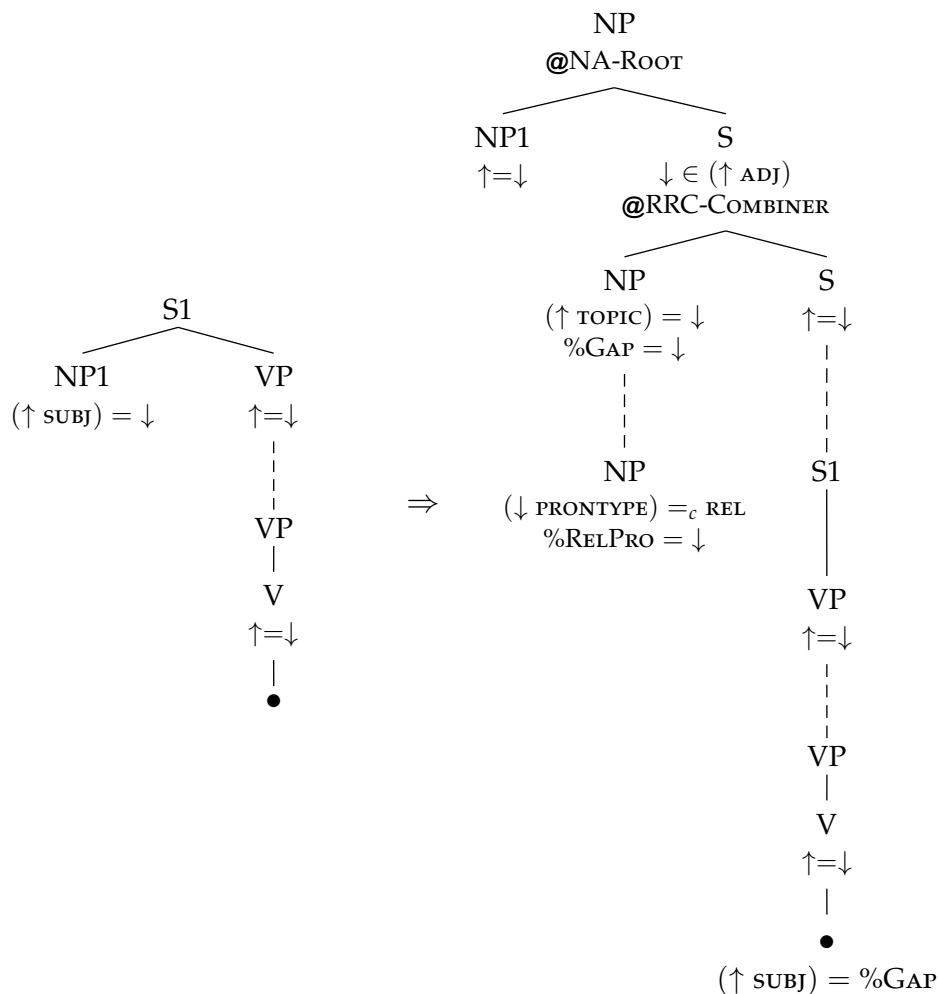 NP
@NA-Root
NP1 S
↑=↓ ↓ ∈ (↑ ADJ)
@RRC-Combiner
NP S
(↑ TOPIC) = ↓ ↑=↓
%Gap = ↓
S1
NP1 VP
(↑ SUBJ) = ↓ ↑=↓
NP S1
⇒ (↓ PRONTYPE) =c REL
%RelPro = ↓
VP
V
↑=↓
VP
↑=↓
•
VP
V
↑=↓
•
(↑ SUBJ) = %Gap